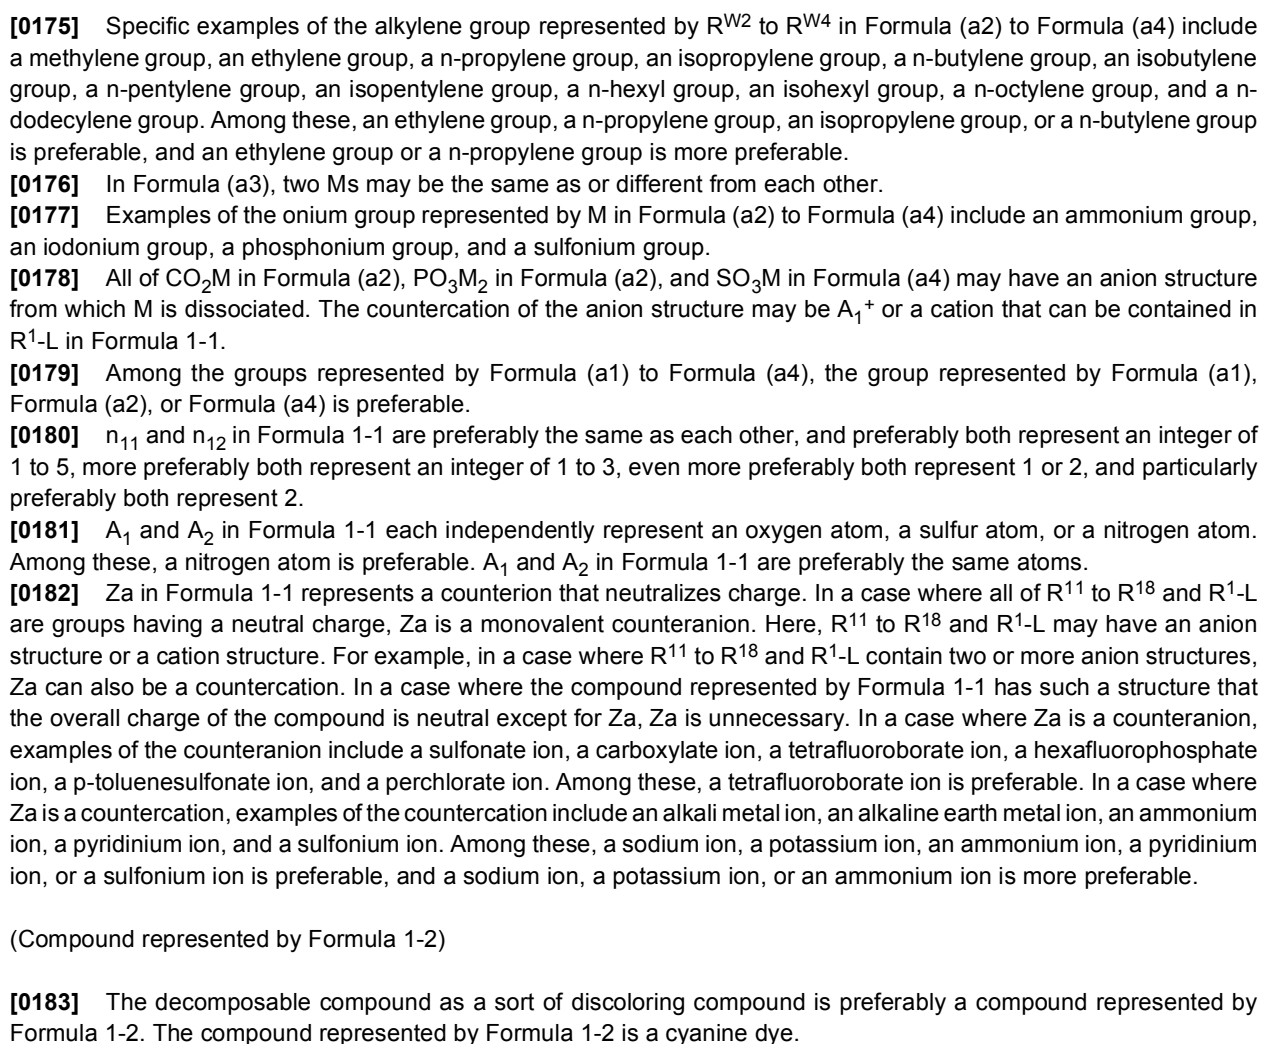 [0175] Specific examples of the alkylene group represented by R^W2 to R^W4 in Formula (a2) to Formula (a4) include
a methylene group, an ethylene group, a n-propylene group, an isopropylene group, a n-butylene group, an isobutylene
group, a n-pentylene group, an isopentylene group, a n-hexyl group, an isohexyl group, a n-octylene group, and a n-
dodecylene group. Among these, an ethylene group, a n-propylene group, an isopropylene group, or a n-butylene group
is preferable, and an ethylene group or a n-propylene group is more preferable.
[0176] In Formula (a3), two Ms may be the same as or different from each other.
[0177] Examples of the onium group represented by M in Formula (a2) to Formula (a4) include an ammonium group,
an iodonium group, a phosphonium group, and a sulfonium group.
[0178] All of CO₂M in Formula (a2), PO₃M₂ in Formula (a2), and SO₃M in Formula (a4) may have an anion structure
from which M is dissociated. The countercation of the anion structure may be A₁⁺ or a cation that can be contained in
R¹-L in Formula 1-1.
[0179] Among the groups represented by Formula (a1) to Formula (a4), the group represented by Formula (a1),
Formula (a2), or Formula (a4) is preferable.
[0180] n₁₁ and n₁₂ in Formula 1-1 are preferably the same as each other, and preferably both represent an integer of
1 to 5, more preferably both represent an integer of 1 to 3, even more preferably both represent 1 or 2, and particularly
preferably both represent 2.
[0181] A₁ and A₂ in Formula 1-1 each independently represent an oxygen atom, a sulfur atom, or a nitrogen atom.
Among these, a nitrogen atom is preferable. A₁ and A₂ in Formula 1-1 are preferably the same atoms.
[0182] Za in Formula 1-1 represents a counterion that neutralizes charge. In a case where all of R¹¹ to R¹⁸ and R¹-L
are groups having a neutral charge, Za is a monovalent counteranion. Here, R¹¹ to R¹⁸ and R¹-L may have an anion
structure or a cation structure. For example, in a case where R¹¹ to R¹⁸ and R¹-L contain two or more anion structures,
Za can also be a countercation. In a case where the compound represented by Formula 1-1 has such a structure that
the overall charge of the compound is neutral except for Za, Za is unnecessary. In a case where Za is a counteranion,
examples of the counteranion include a sulfonate ion, a carboxylate ion, a tetrafluoroborate ion, a hexafluorophosphate
ion, a p-toluenesulfonate ion, and a perchlorate ion. Among these, a tetrafluoroborate ion is preferable. In a case where
Za is a countercation, examples of the countercation include an alkali metal ion, an alkaline earth metal ion, an ammonium
ion, a pyridinium ion, and a sulfonium ion. Among these, a sodium ion, a potassium ion, an ammonium ion, a pyridinium
ion, or a sulfonium ion is preferable, and a sodium ion, a potassium ion, or an ammonium ion is more preferable.
(Compound represented by Formula 1-2)
[0183] The decomposable compound as a sort of discoloring compound is preferably a compound represented by
Formula 1-2. The compound represented by Formula 1-2 is a cyanine dye.